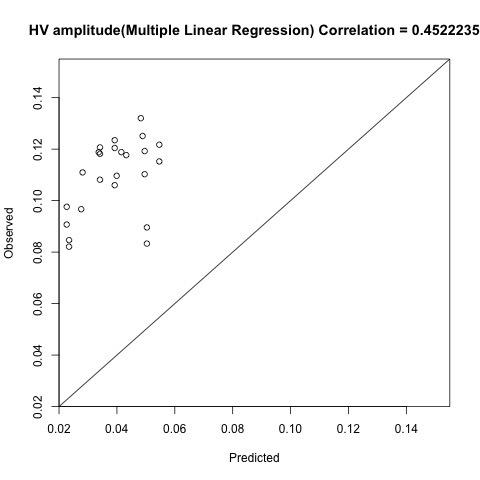 HV amplitude(Multiple Linear Regression) Correlation = 0.4522235
0.14
0.12
0.10
0.08
0.06
0.04
0.02
Observed
0.02 0.04 0.06 0.08 0.10 0.12 0.14
Predicted